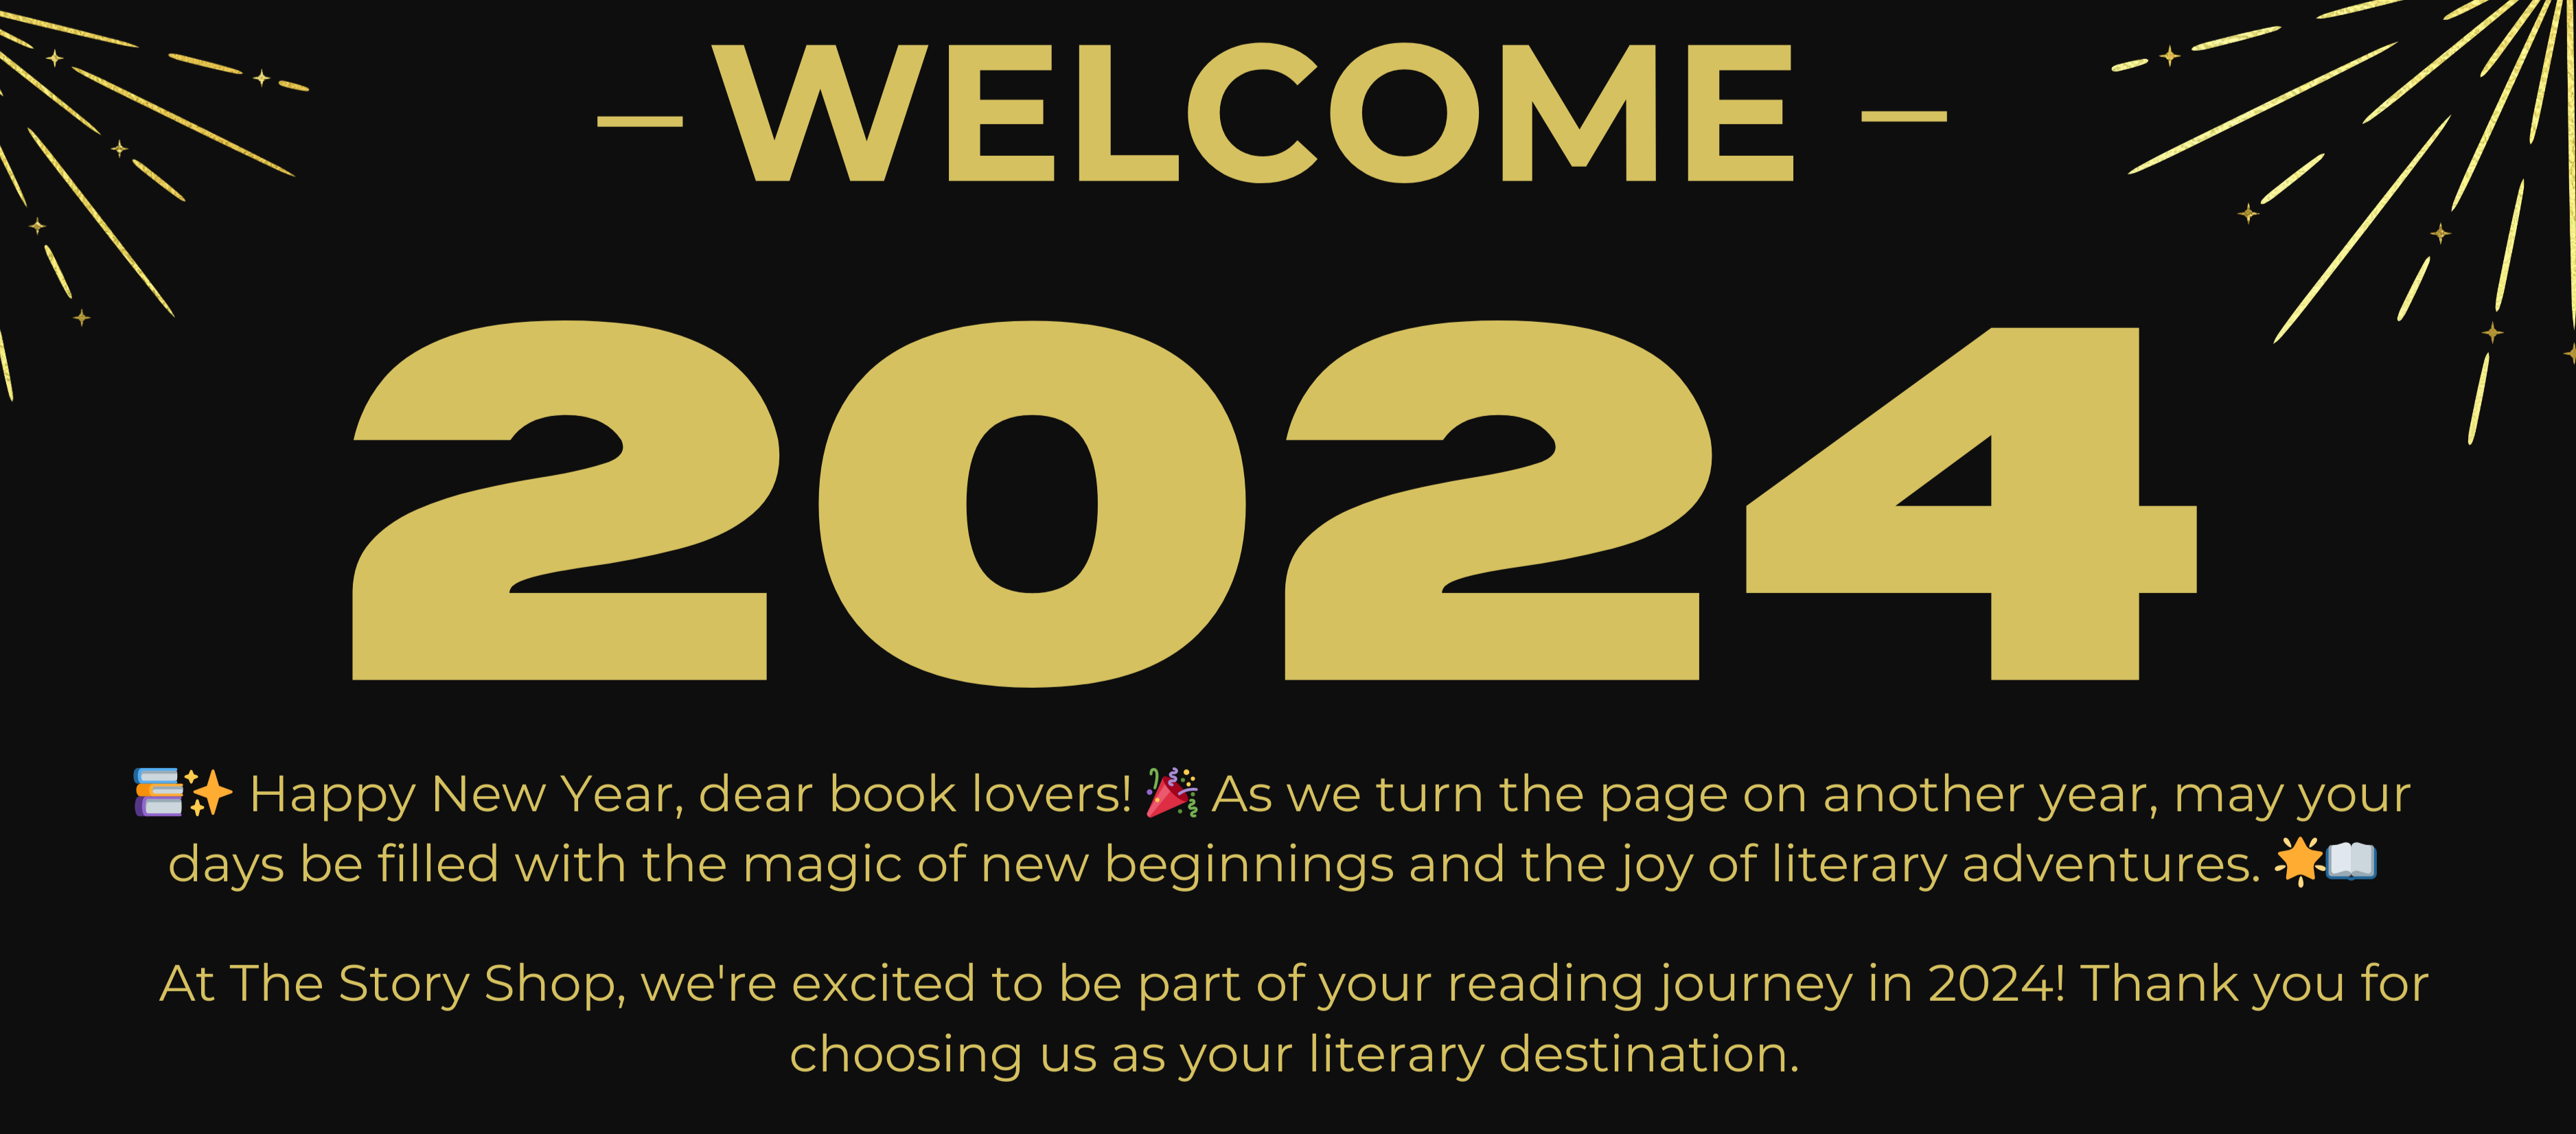 – WELCOME –
2024
📚✨ Happy New Year, dear book lovers! 🎉 As we turn the page on another year, may your
days be filled with the magic of new beginnings and the joy of literary adventures. 🌟📖
At The Story Shop, we're excited to be part of your reading journey in 2024! Thank you for
choosing us as your literary destination.